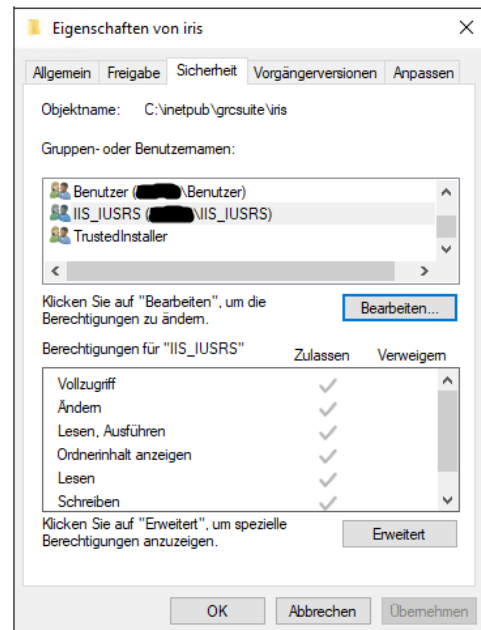 Eigenschaften von iris
Allgemein Freigabe Sicherheit Vorgängerversionen Anpassen
Objektname: C:\inetpub\grcsuite\iris
Gruppen- oder Benutzernamen:
Benutzer ( \Benutzer)
IIS_IUSRS ( \IIS_IUSRS)
TrustedInstaller
Klicken Sie auf "Bearbeiten", um die
Berechtigungen zu ändern.
Bearbeiten...
Berechtigungen für "IIS_IUSRS" Zulassen Verweigern
Vollzugriff
Ändern
Lesen, Ausführen
Ordnerinhalt anzeigen
Lesen
Schreiben
Klicken Sie auf "Erweitert", um spezielle
Berechtigungen anzuzeigen.
Erweitert
OK Abbrechen Übernehmen